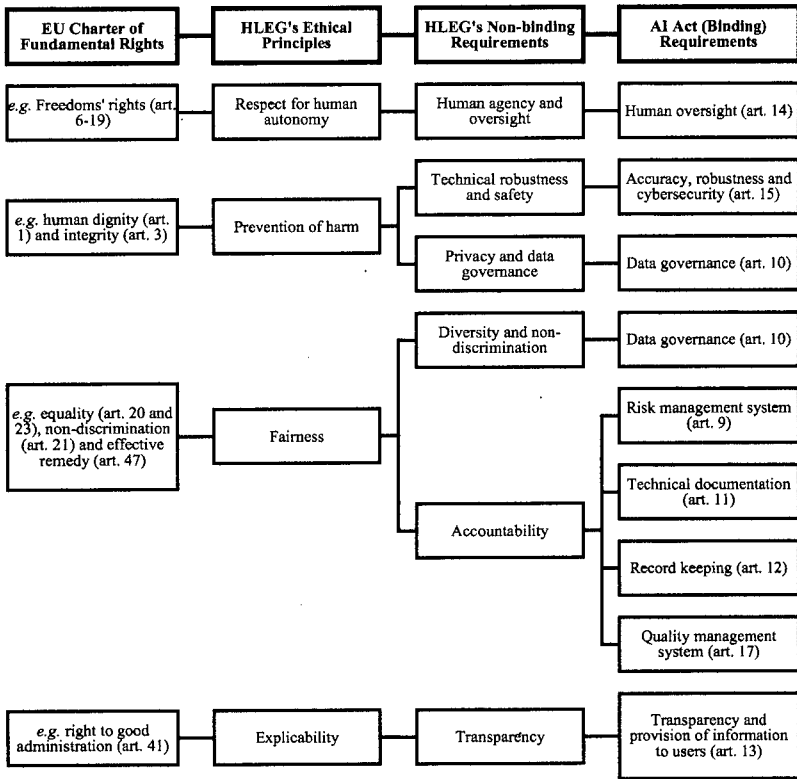 EU Charter of
Fundamental Rights
HLEG's Ethical
Principles
HLEG's Non-binding
Requirements
AI Act (Binding)
Requirements
e.g. Freedoms' rights (art.
6-19)
Respect for human
autonomy
Human agency and
oversight
Human oversight (art. 14)
e.g. human dignity (art.
1) and integrity (art. 3)
Prevention of harm
Technical robustness
and safety
Accuracy, robustness and
cybersecurity (art. 15)
Privacy and data
governance
Data governance (art. 10)
e.g. equality (art. 20 and
23), non-discrimination
(art. 21) and effective
remedy (art. 47)
Fairness
Diversity and non-
discrimination
Data governance (art. 10)
Accountability
Risk management system
(art. 9)
Technical documentation
(art. 11)
Record keeping (art. 12)
Quality management
system (art. 17)
e.g. right to good
administration (art. 41)
Explicability
Transparency
Transparency and
provision of information
to users (art. 13)